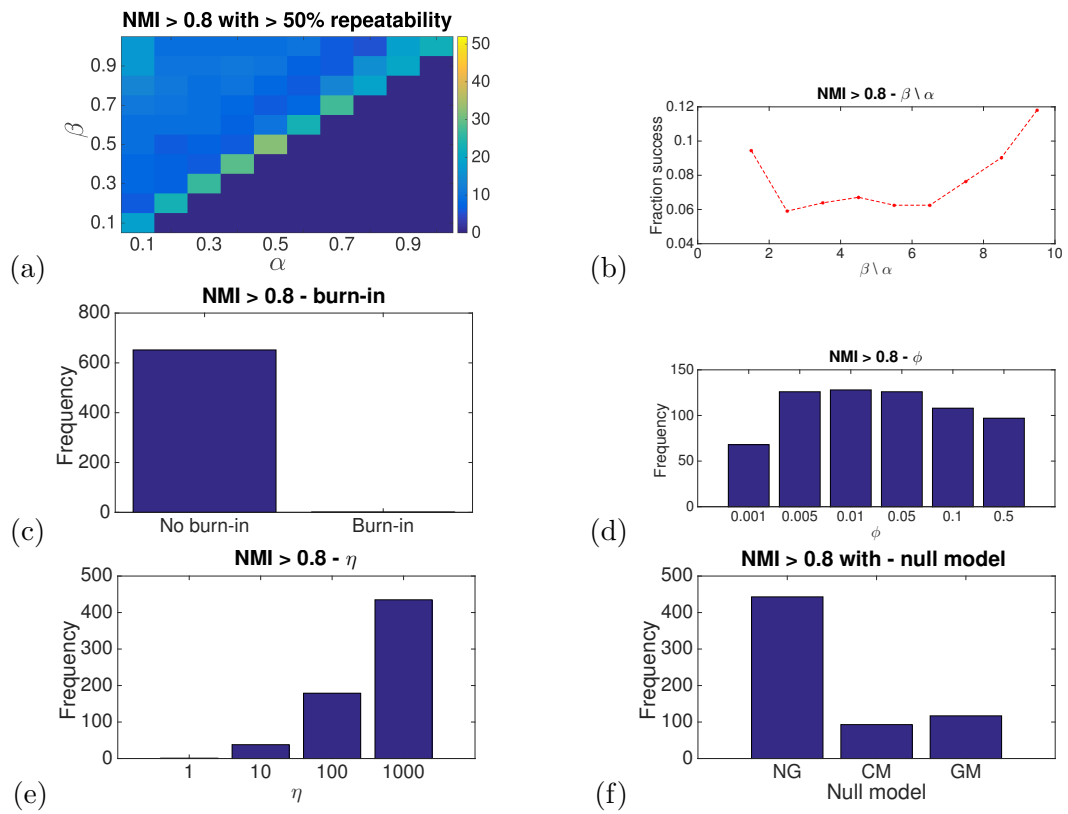 NMI > 0.8 with > 50% repeatability
0.9
0.7
0.5
0.3
0.1
β
0.1 0.3 0.5 0.7 0.9
α
50
40
30
20
10
0
(a)
NMI > 0.8 - β \ α
0.12
0.1
0.08
0.06
0.04
Fraction success
0 2 4 6 8 10
β \ α
(b)
NMI > 0.8 - burn-in
800
600
400
200
0
Frequency
No burn-in Burn-in
(c)
NMI > 0.8 - ϕ
150
100
50
0
Frequency
0.001 0.005 0.01 0.05 0.1 0.5
ϕ
(d)
NMI > 0.8 - η
500
400
300
200
100
0
Frequency
1 10 100 1000
η
(e)
NMI > 0.8 with - null model
500
400
300
200
100
0
Frequency
NG CM GM
Null model
(f)